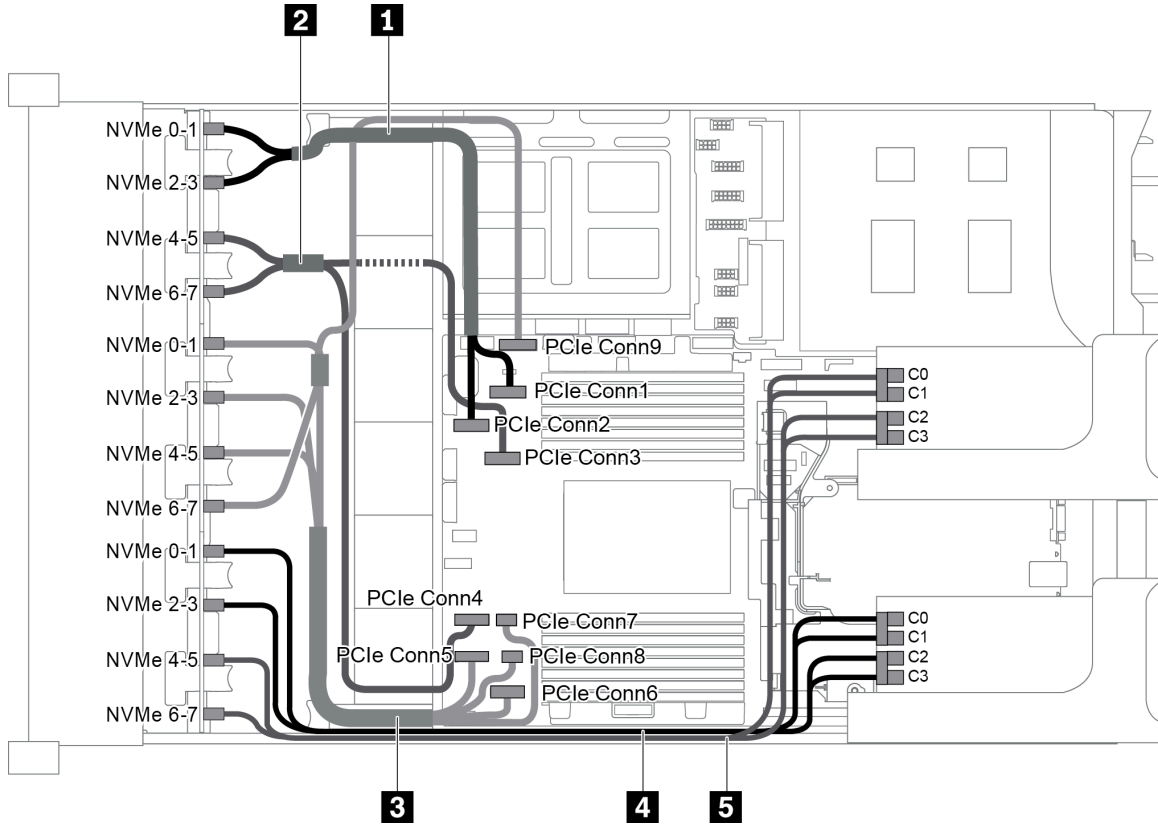 2
1
NVMe 0-1
NVMe 2-3
NVMe 4-5
NVMe 6-7
NVMe 0-1
PCIe Conn9
C0
PCIe Conn1
C1
NVMe 2-3
C2
PCIe Conn2
C3
NVMe 4-5
PCIe Conn3
NVMe 6-7
NVMe 0-1
NVMe 2-3
PCIe Conn4
PCIe Conn7
C0
C1
NVMe 4-5
PCIe Conn5
PCIe Conn8
C2
C3
PCIe Conn6
NVMe 6-7
3
4
5